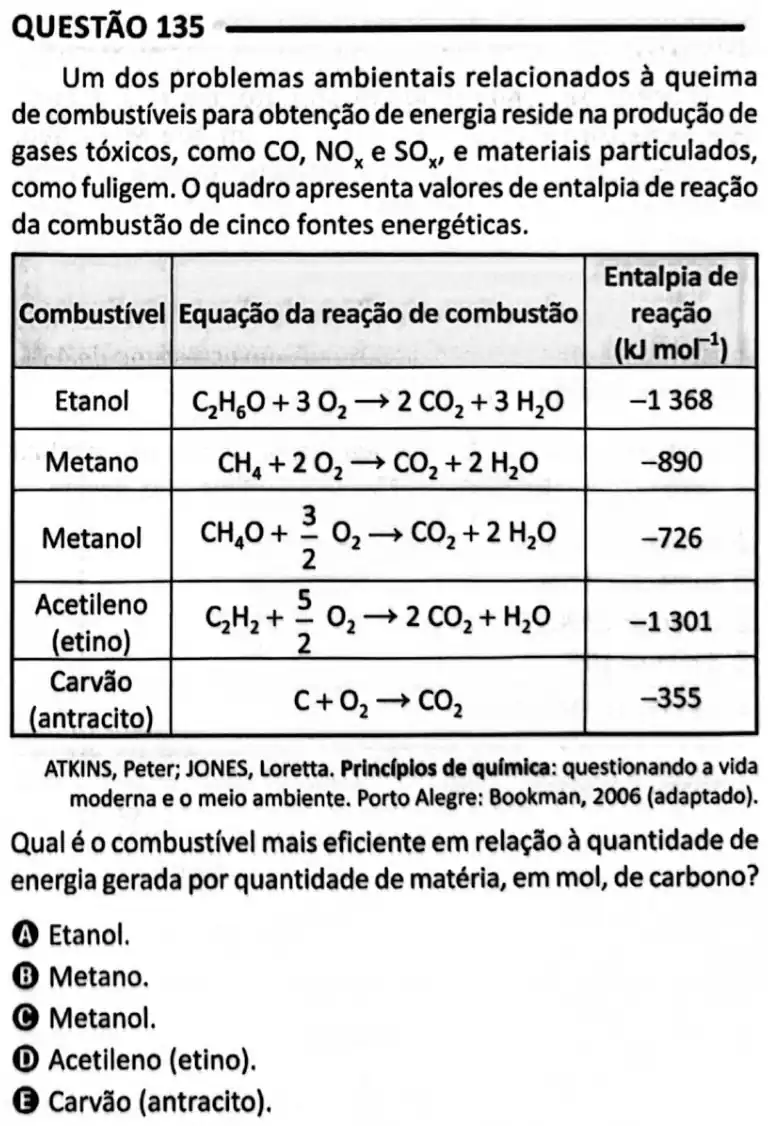 QUESTÃO 135
Um dos problemas ambientais relacionados à queima
de combustíveis para obtenção de energia reside na produção de
gases tóxicos, como CO, NOₓ e SOₓ, e materiais particulados,
como fuligem. O quadro apresenta valores de entalpia de reação
da combustão de cinco fontes energéticas.
Combustível Equação da reação de combustão Entalpia de reação (kJ mol⁻¹)
Etanol C₂H₆O + 3 O₂ → 2 CO₂ + 3 H₂O −1 368
Metano CH₄ + 2 O₂ → CO₂ + 2 H₂O −890
Metanol CH₄O + 3/2 O₂ → CO₂ + 2 H₂O −726
Acetileno (etino) C₂H₂ + 5/2 O₂ → 2 CO₂ + H₂O −1 301
Carvão (antracito) C + O₂ → CO₂ −355
ATKINS, Peter; JONES, Loretta. Princípios de química: questionando a vida
moderna e o meio ambiente. Porto Alegre: Bookman, 2006 (adaptado).
Qual é o combustível mais eficiente em relação à quantidade de
energia gerada por quantidade de matéria, em mol, de carbono?
A Etanol.
B Metano.
C Metanol.
D Acetileno (etino).
E Carvão (antracito).